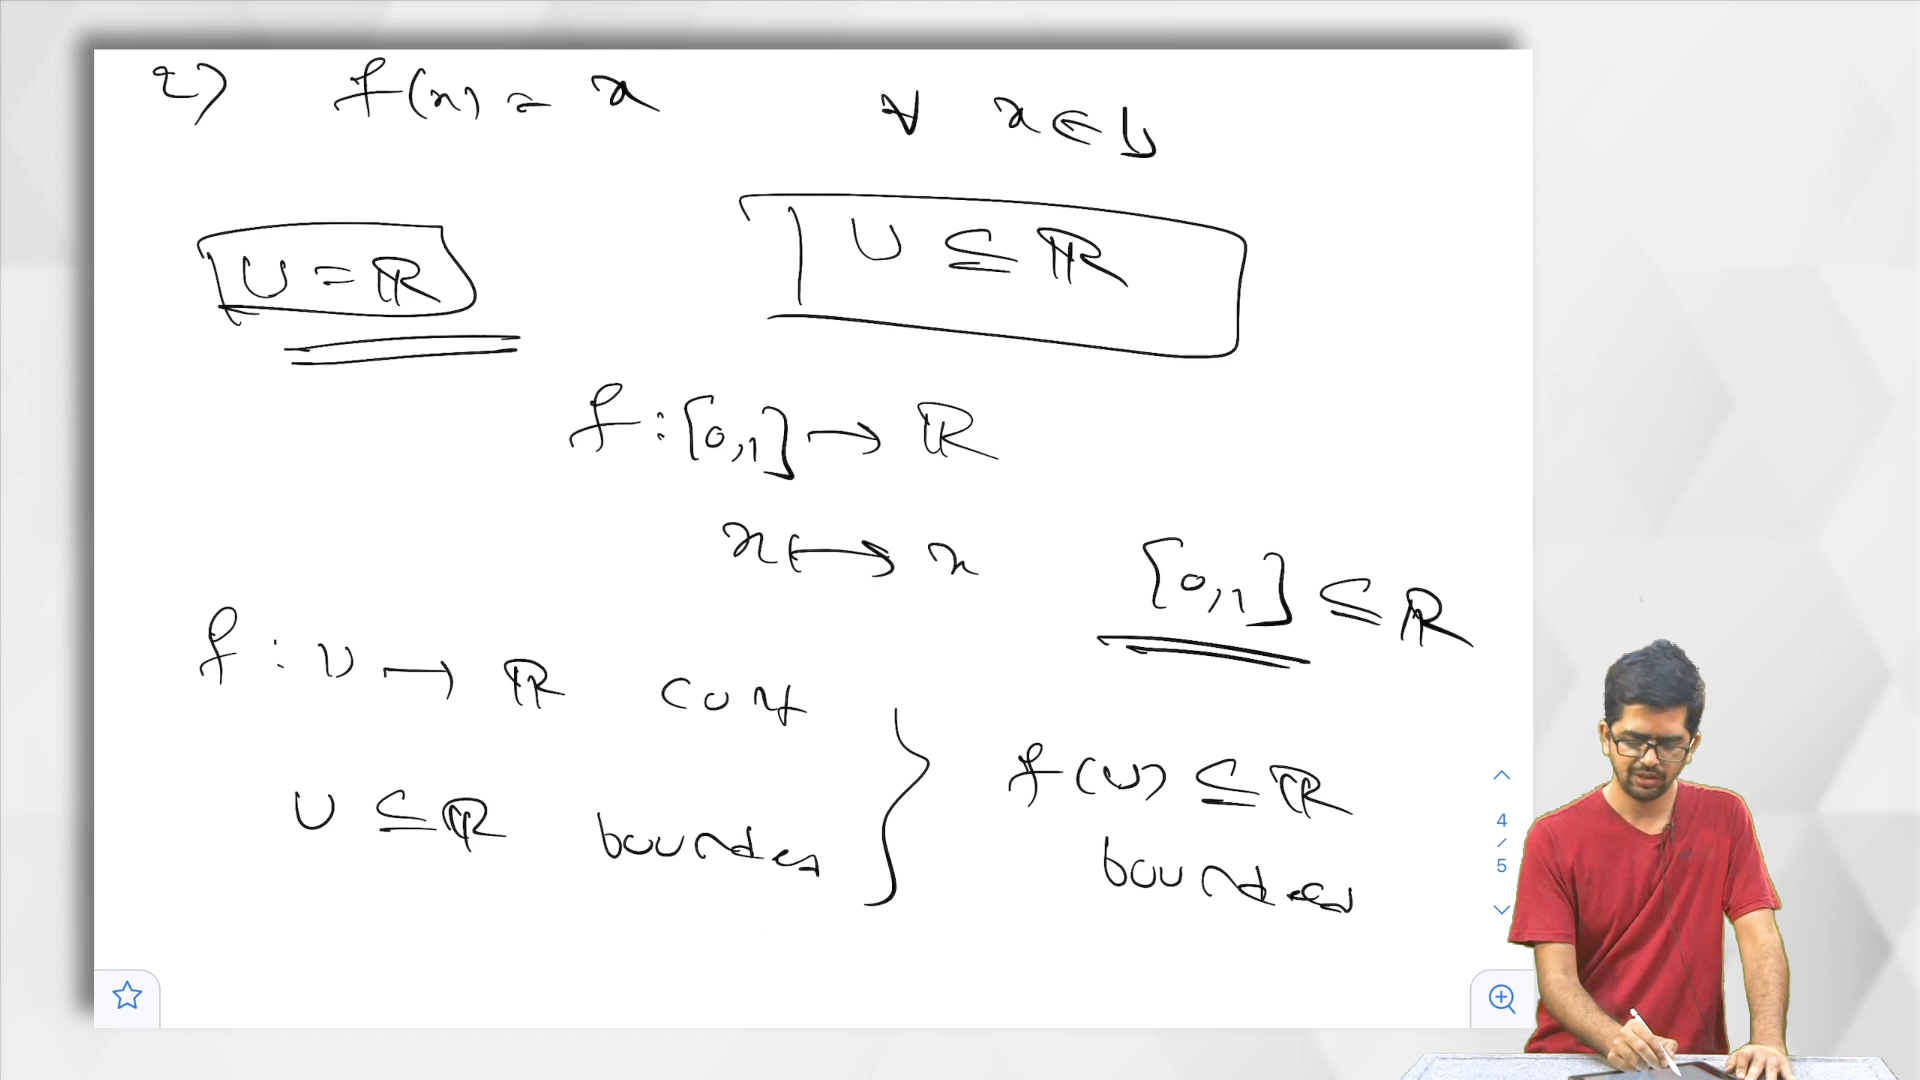 2) f(x) = x ∀ x ∈ U
U = ℝ U ⊆ ℝ
f : [0,1] → ℝ
x ↦ x
[0,1] ⊆ ℝ
f : U → ℝ cont
U ⊆ ℝ bounded
f(U) ⊆ ℝ
bounded
4
/
5